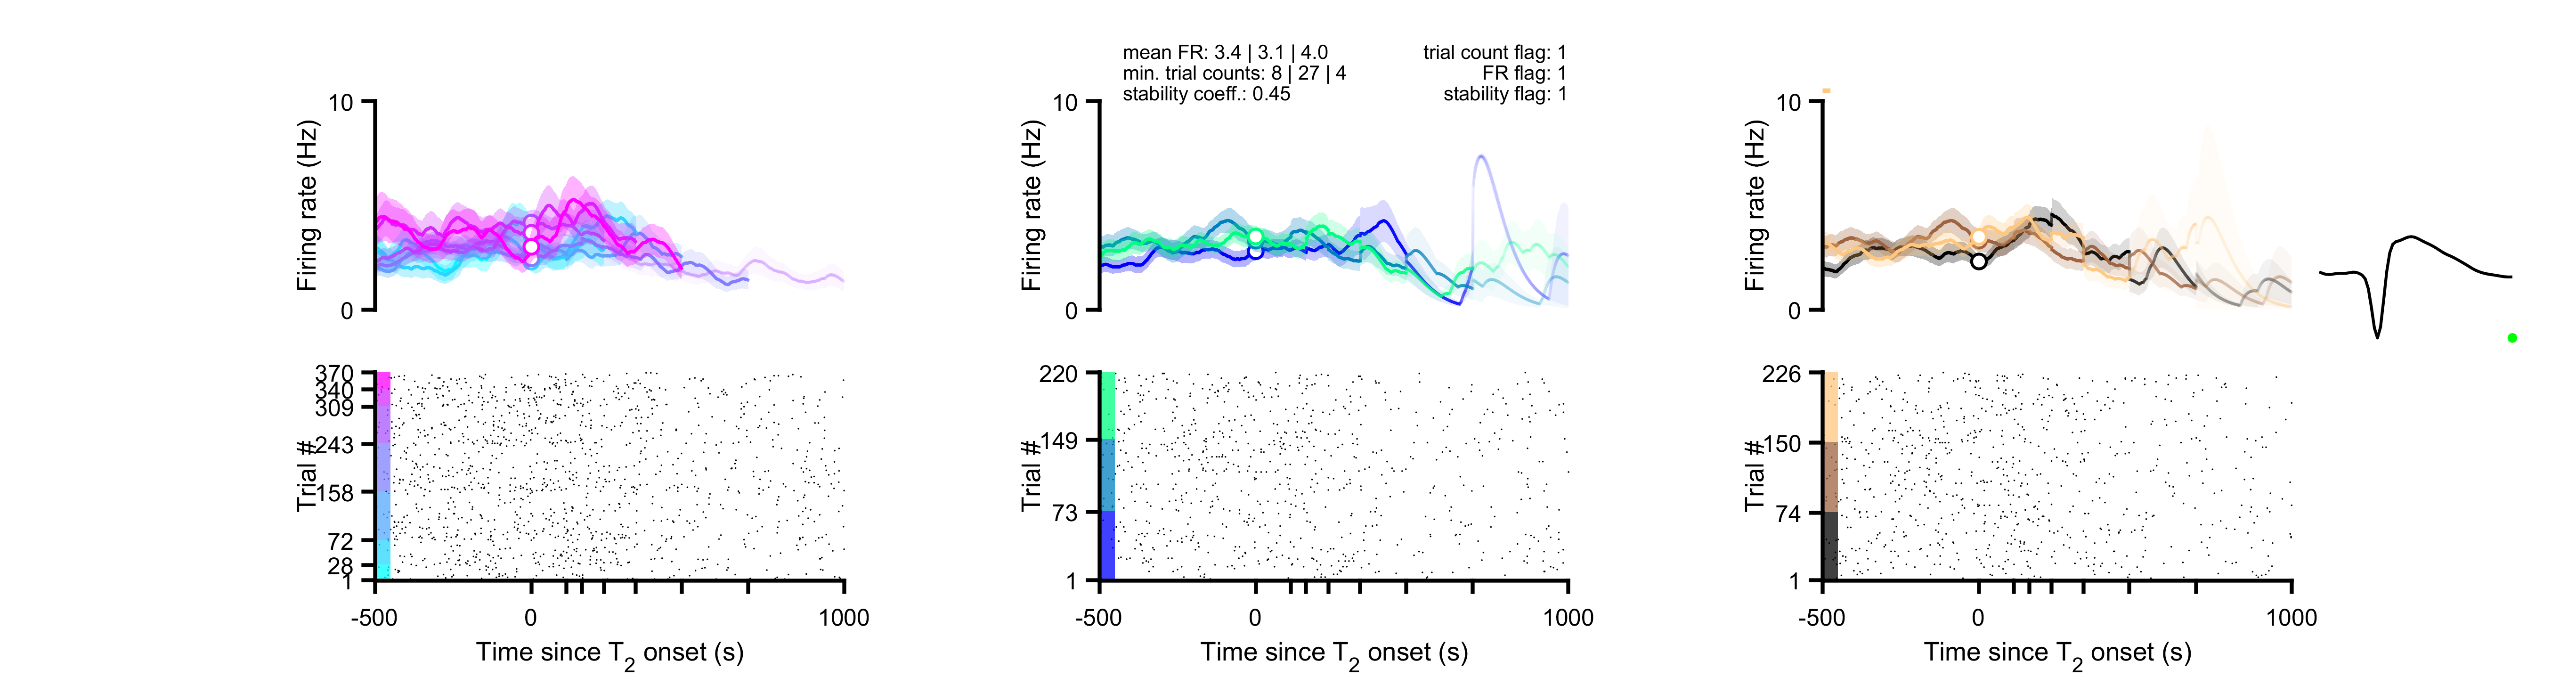 mean FR: 3.4 | 3.1 | 4.0
min. trial counts: 8 | 27 | 4
stability coeff.: 0.45
trial count flag: 1
FR flag: 1
stability flag: 1
Firing rate (Hz)
10
0
Firing rate (Hz)
10
0
Firing rate (Hz)
10
0
Trial #
370
340
309
243
158
72
28
1
-500
0
1000
Time since T2 onset (s)
Trial #
220
149
73
1
-500
0
1000
Time since T2 onset (s)
Trial #
226
150
74
1
-500
0
1000
Time since T2 onset (s)